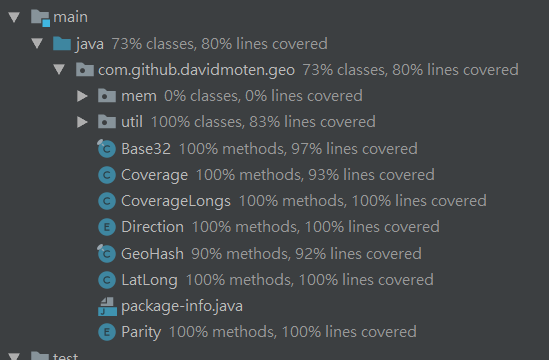 main
java 73% classes, 80% lines covered
com.github.davidmoten.geo 73% classes, 80% lines covered
mem 0% classes, 0% lines covered
util 100% classes, 83% lines covered
Base32 100% methods, 97% lines covered
Coverage 100% methods, 93% lines covered
CoverageLongs 100% methods, 100% lines covered
Direction 100% methods, 100% lines covered
GeoHash 90% methods, 92% lines covered
LatLong 100% methods, 100% lines covered
package-info.java
Parity 100% methods, 100% lines covered
test